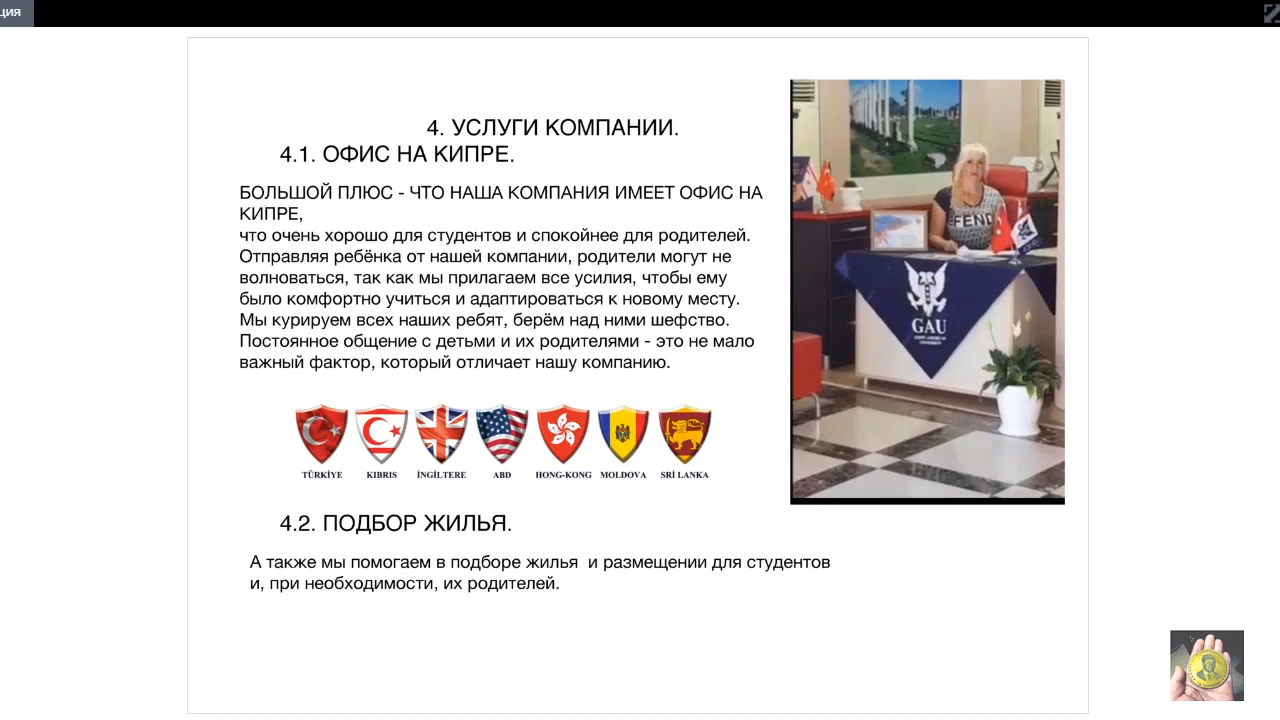 ция
4. УСЛУГИ КОМПАНИИ.
4.1. ОФИС НА КИПРЕ.
БОЛЬШОЙ ПЛЮС - ЧТО НАША КОМПАНИЯ ИМЕЕТ ОФИС НА
КИПРЕ,
что очень хорошо для студентов и спокойнее для родителей.
Отправляя ребёнка от нашей компании, родители могут не
волноваться, так как мы прилагаем все усилия, чтобы ему
было комфортно учиться и адаптироваться к новому месту.
Мы курируем всех наших ребят, берём над ними шефство.
Постоянное общение с детьми и их родителями - это не мало
важный фактор, который отличает нашу компанию.
FEND
GAU
GIRNE AMERICAN
UNIVERSITY
TÜRKİYE KIBRIS İNGİLTERE ABD HONG-KONG MOLDOVA SRİ LANKA
4.2. ПОДБОР ЖИЛЬЯ.
А также мы помогаем в подборе жилья  и размещении для студентов
и, при необходимости, их родителей.